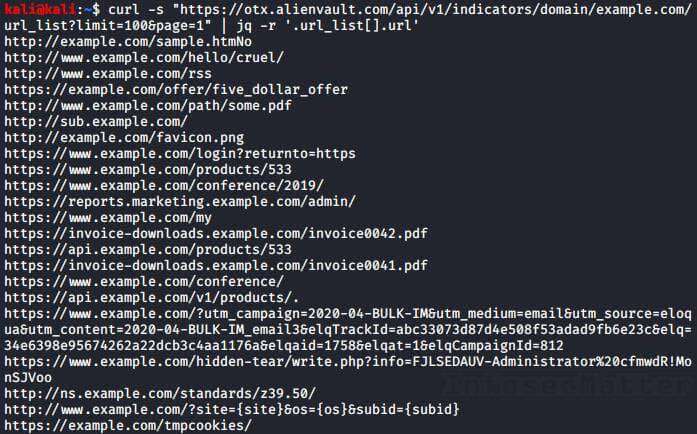 kali@kali:~$ curl -s "https://otx.alienvault.com/api/v1/indicators/domain/example.com/
url_list?limit=100&page=1" | jq -r '.url_list[].url'
http://example.com/sample.htmNo
http://www.example.com/hello/cruel/
http://www.example.com/rss
https://example.com/offer/five_dollar_offer
http://www.example.com/path/some.pdf
http://sub.example.com/
http://example.com/favicon.png
https://www.example.com/login?returnto=https
https://www.example.com/products/533
https://www.example.com/conference/2019/
https://reports.marketing.example.com/admin/
https://www.example.com/my
https://invoice-downloads.example.com/invoice0042.pdf
https://api.example.com/products/533
https://invoice-downloads.example.com/invoice0041.pdf
https://www.example.com/conference/
https://api.example.com/v1/products/.
http://www.example.com/?utm_campaign=2020-04-BULK-IM&utm_medium=email&utm_source=eloq
ua&utm_content=2020-04-BULK-IM_email3&elqTrackId=abc33073d87d4e508f53adad9fb6e23c&elq=
34e6398e95674262a22dcb3c4aa1176a&elqaid=1758&elqat=1&elqCampaignId=812
https://www.example.com/hidden-tear/write.php?info=FJLSEDAUV-Administrator%20cfmwdR!Mo
nSJVoo
http://ns.example.com/standards/z39.50/
http://www.example.com/?site={site}&os={os}&subid={subid}
https://example.com/tmpcookies/
InfosecMatter